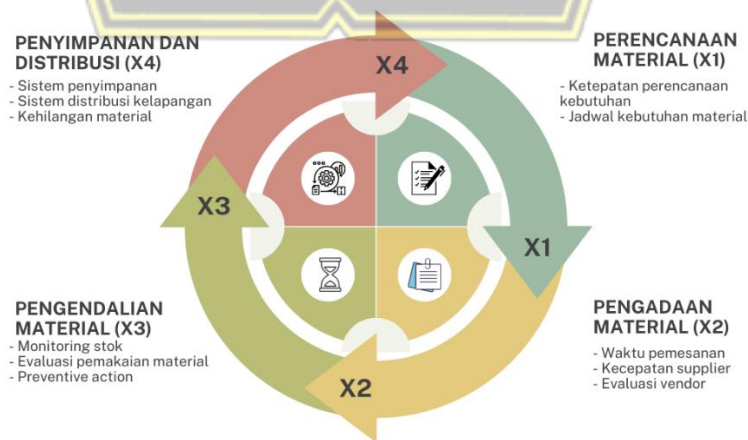 PENYIMPANAN DAN
DISTRIBUSI (X4)
- Sistem penyimpanan
- Sistem distribusi kelapangan
- Kehilangan material
X4
PERENCANAAN
MATERIAL (X1)
- Ketepatan perencanaan
kebutuhan
- Jadwal kebutuhan material
X3
X1
PENGENDALIAN
MATERIAL (X3)
- Monitoring stok
- Evaluasi pemakaian material
- Preventive action
X2
PENGADAAN
MATERIAL (X2)
- Waktu pemesanan
- Kecepatan supplier
- Evaluasi vendor